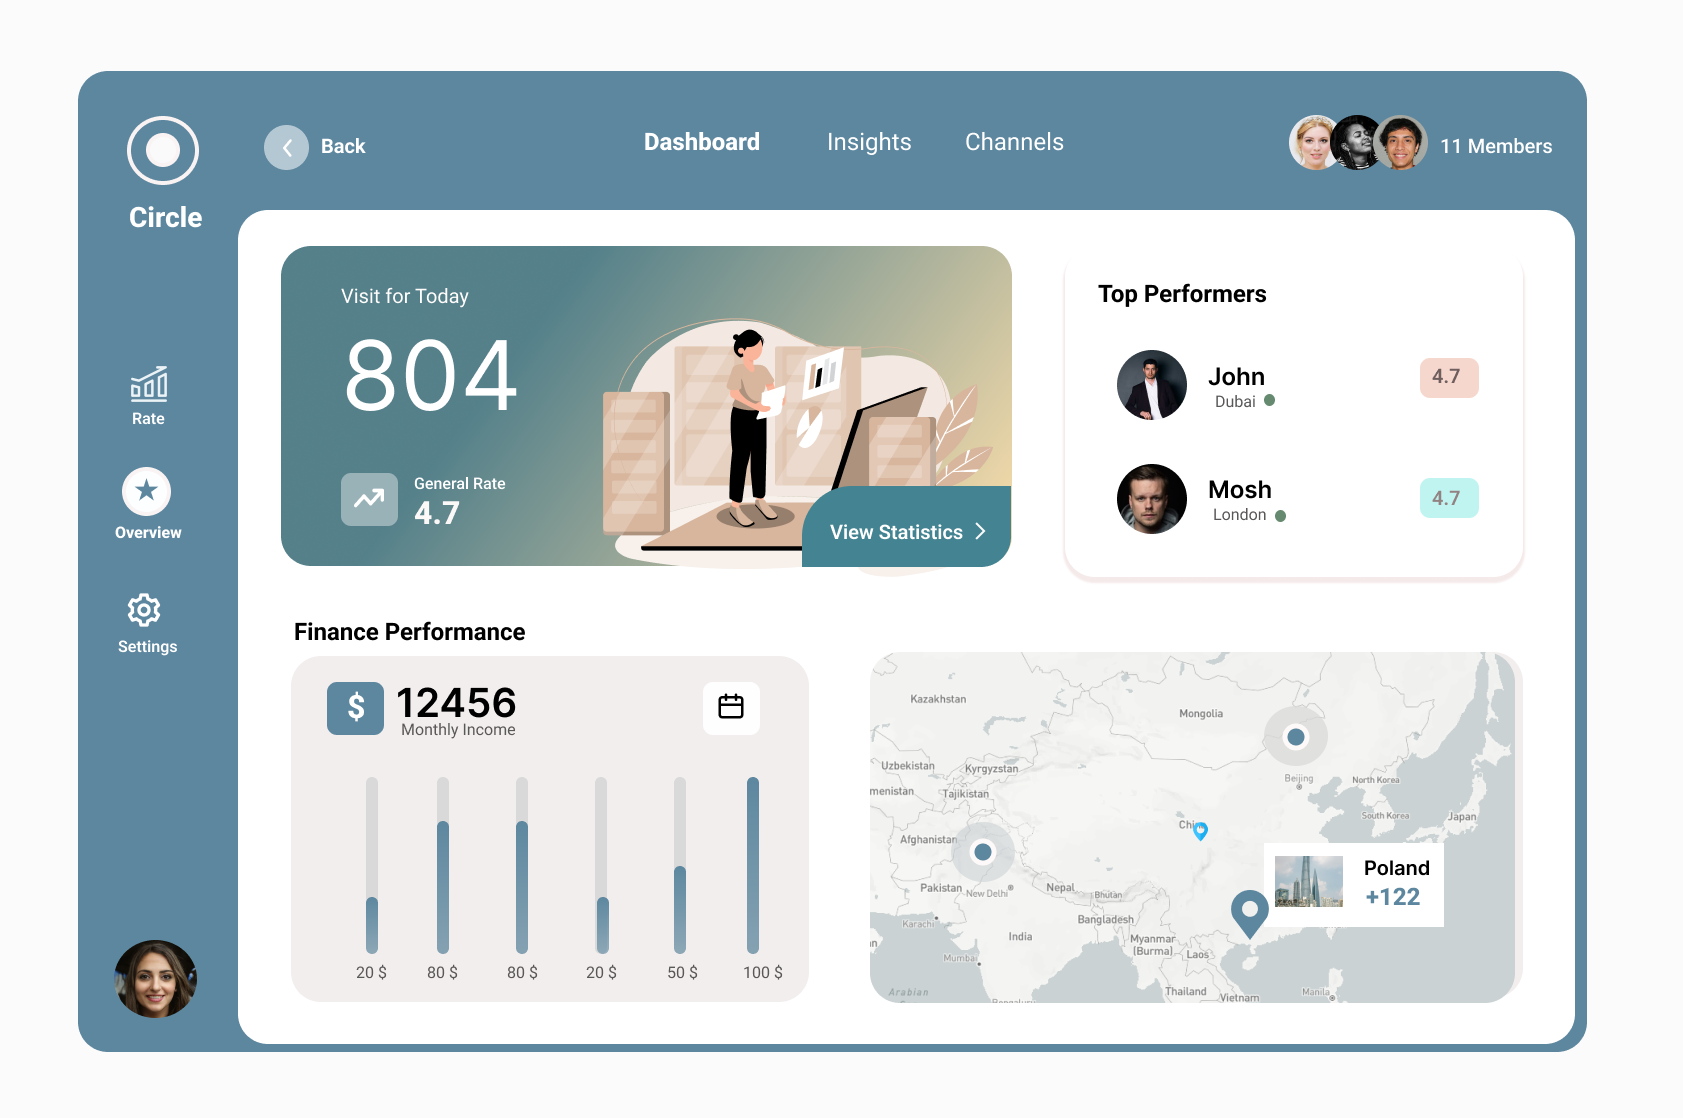 Circle
Back
Dashboard
Insights
Channels
11 Members
Rate
Overview
Settings
Visit for Today
804
General Rate
4.7
View Statistics
Top Performers
John
Dubai
4.7
Mosh
London
4.7
Finance Performance
$ 12456
Monthly Income
20 $ 80 $ 80 $ 20 $ 50 $ 100 $
Kazakhstan
Mongolia
Uzbekistan
Kyrgyzstan
Beijing
North Korea
menistan
Tajikistan
South Korea
Japan
Chi
Afghanistan
Poland
+122
Pakistan
New Delhi
Nepal
Bhutan
Karachi
Bangladesh
India
Myanmar
(Burma)
Laos
Mumbai
Arabian
Thailand
Vietnam
Manila